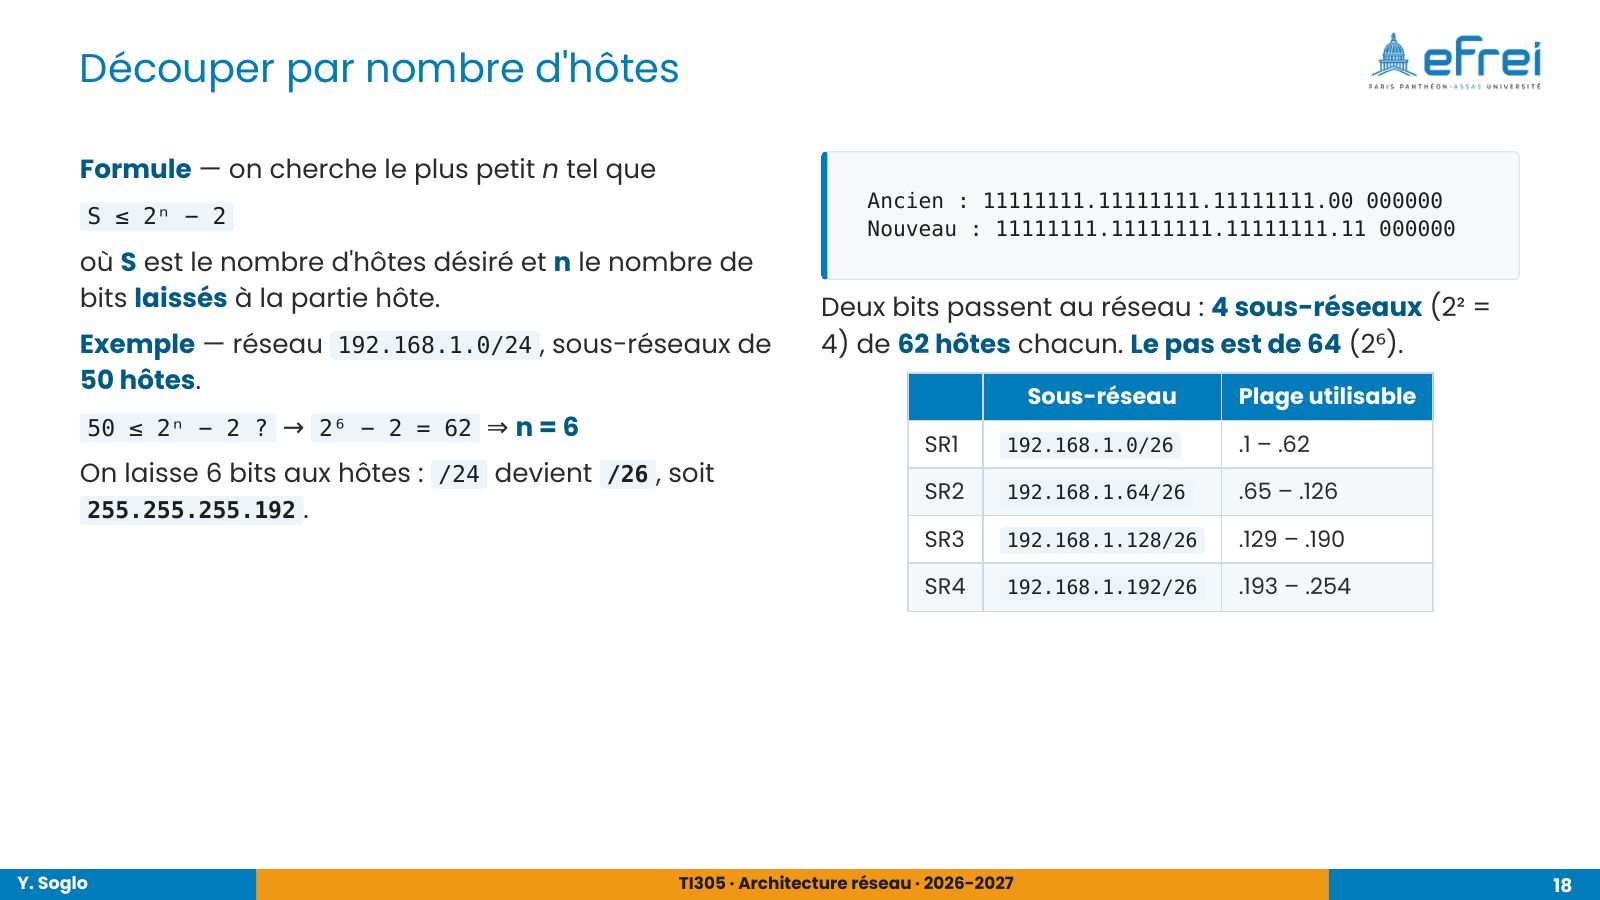 Découper par nombre d'hôtes
efrei
PARIS PANTHÉON-ASSAS UNIVERSITÉ
Formule — on cherche le plus petit n tel que
S ≤ 2ⁿ − 2
où S est le nombre d'hôtes désiré et n le nombre de
bits laissés à la partie hôte.
Exemple — réseau 192.168.1.0/24, sous-réseaux de
50 hôtes.
50 ≤ 2ⁿ − 2 ? → 2⁶ − 2 = 62 ⇒ n = 6
On laisse 6 bits aux hôtes : /24 devient /26, soit
255.255.255.192.
Ancien : 11111111.11111111.11111111.00 000000
Nouveau : 11111111.11111111.11111111.11 000000
Deux bits passent au réseau : 4 sous-réseaux (2² =
4) de 62 hôtes chacun. Le pas est de 64 (2⁶).
Sous-réseau Plage utilisable
SR1 192.168.1.0/26 .1 – .62
SR2 192.168.1.64/26 .65 – .126
SR3 192.168.1.128/26 .129 – .190
SR4 192.168.1.192/26 .193 – .254
Y. Soglo
TI305 · Architecture réseau · 2026-2027
18